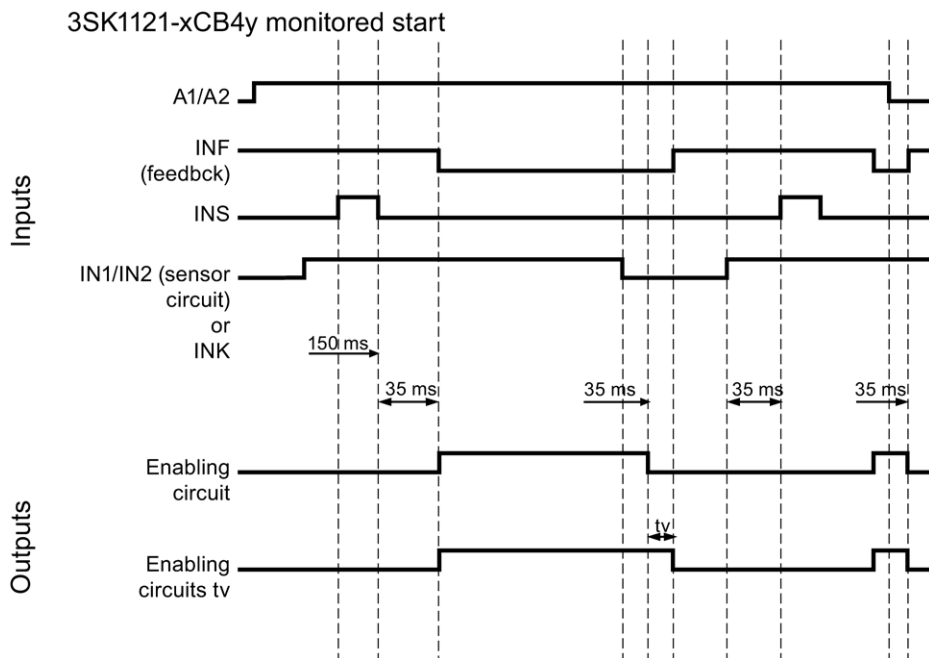 3SK1121-xCB4y monitored start
Inputs
A1/A2
INF
(feedbck)
INS
IN1/IN2 (sensor
circuit)
or
INK
150 ms
35 ms
35 ms
35 ms
35 ms
Outputs
Enabling
circuit
tv
Enabling
circuits tv